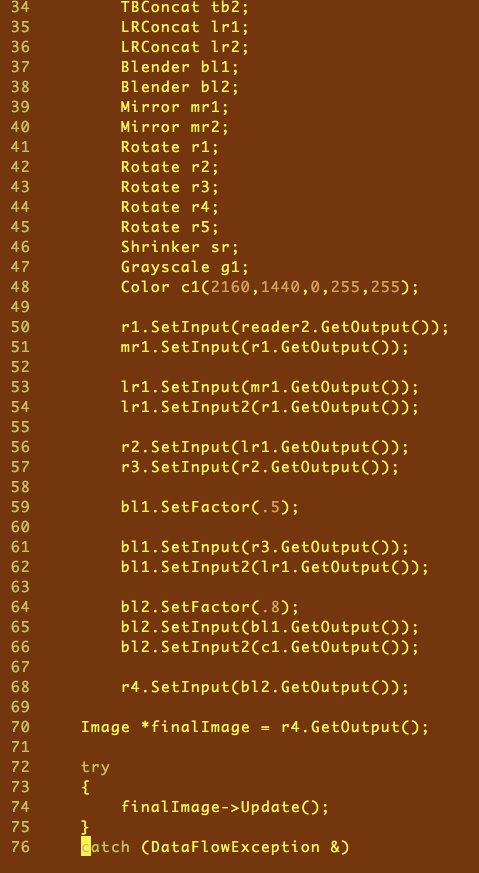 34         TBConcat tb2;
35         LRConcat lr1;
36         LRConcat lr2;
37         Blender bl1;
38         Blender bl2;
39         Mirror mr1;
40         Mirror mr2;
41         Rotate r1;
42         Rotate r2;
43         Rotate r3;
44         Rotate r4;
45         Rotate r5;
46         Shrinker sr;
47         Grayscale g1;
48         Color c1(2160,1440,0,255,255);
49
50         r1.SetInput(reader2.GetOutput());
51         mr1.SetInput(r1.GetOutput());
52
53         lr1.SetInput(mr1.GetOutput());
54         lr1.SetInput2(r1.GetOutput());
55
56         r2.SetInput(lr1.GetOutput());
57         r3.SetInput(r2.GetOutput());
58
59         bl1.SetFactor(.5);
60
61         bl1.SetInput(r3.GetOutput());
62         bl1.SetInput2(lr1.GetOutput());
63
64         bl2.SetFactor(.8);
65         bl2.SetInput(bl1.GetOutput());
66         bl2.SetInput2(c1.GetOutput());
67
68         r4.SetInput(bl2.GetOutput());
69
70     Image *finalImage = r4.GetOutput();
71
72     try
73     {
74         finalImage->Update();
75     }
76     catch (DataFlowException &)